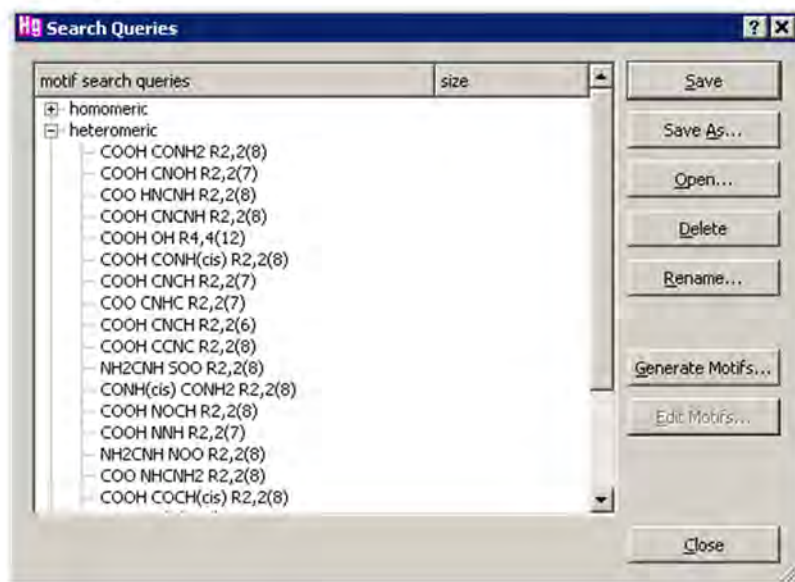 Hg Search Queries
motif search queries size
homomeric
heteromeric
COOH CONH2 R2,2(8)
COOH CNOH R2,2(7)
COO HNCNH R2,2(8)
COOH CNCNH R2,2(8)
COOH OH R4,4(12)
COOH CONH(cis) R2,2(8)
COOH CNCH R2,2(7)
COO CNHC R2,2(7)
COOH CNCH R2,2(6)
COOH CCNC R2,2(8)
NH2CNH SOO R2,2(8)
CONH(cis) CONH2 R2,2(8)
COOH NOCH R2,2(8)
COOH NNH R2,2(7)
NH2CNH NOO R2,2(8)
COO NHCNH2 R2,2(8)
COOH COCH(cis) R2,2(8)
Save
Save As...
Open...
Delete
Rename...
Generate Motifs...
Edit Motifs...
Close